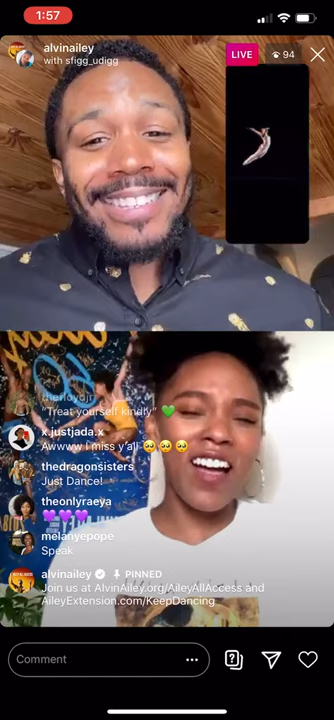 1:57
alvinailey
with sfigg_udigg
LIVE
94
thefloydjr
“Treat yourself kindly” 💚
x.justjada.x
Awwww I miss y’all 🥺🥺🥺
thedragonsisters
Just Dance!
theonlyraeya
💜💜💜
melanyepope
Speak
alvinailey PINNED
Join us at AlvinAiley.org/AileyAllAccess and
AileyExtension.com/KeepDancing
Comment